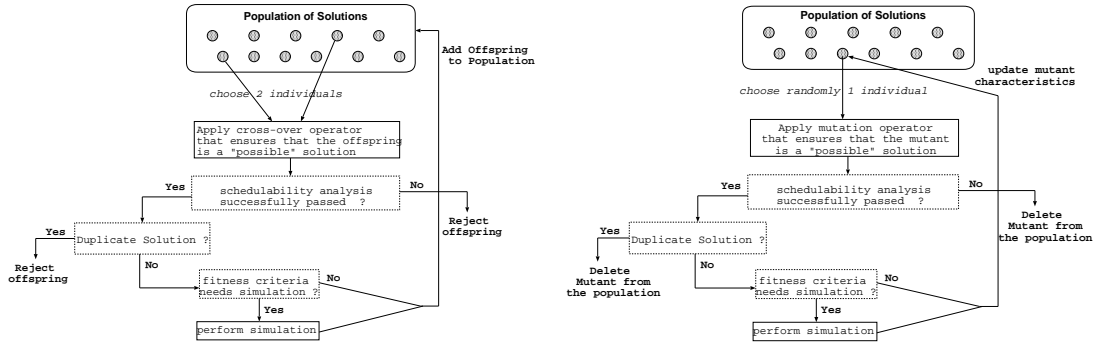 Population of Solutions
Add Offspring
to Population
choose 2 individuals
Apply cross-over operator
that ensures that the offspring
is a "possible" solution
Yes
schedulability analysis
successfully passed ?
No
Reject
offspring
Yes
Duplicate Solution ?
Reject
offspring
No
fitness criteria
needs simulation ?
No
Yes
perform simulation
Population of Solutions
update mutant
characteristics
choose randomly 1 individual
Apply mutation operator
that ensures that the mutant
is a "possible" solution
Yes
schedulability analysis
successfully passed ?
No
Delete
Mutant from
the population
Yes
Duplicate Solution ?
Delete
Mutant from
the population
No
fitness criteria
needs simulation ?
No
Yes
perform simulation